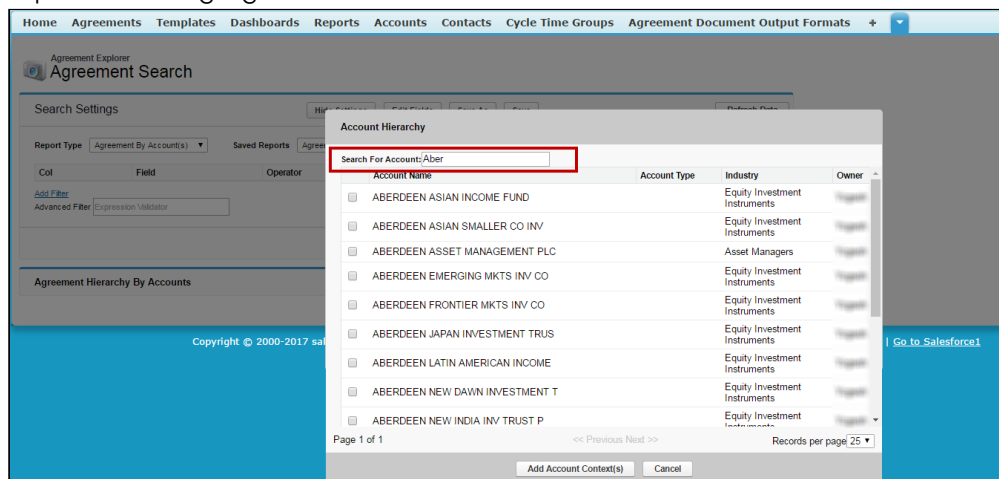 Home Agreements Templates Dashboards Reports Accounts Contacts Cycle Time Groups Agreement Document Output Formats +
Agreement Explorer
Agreement Search
Search Settings
Refresh Data
Report Type Agreement By Account(s) Saved Reports
Col Field Operator
Add Filter
Advanced Filter Expression Validator
Agreement Hierarchy By Accounts
Account Hierarchy
Search For Account: Aber
Account Name Account Type Industry Owner
ABERDEEN ASIAN INCOME FUND Equity Investment Instruments
ABERDEEN ASIAN SMALLER CO INV Equity Investment Instruments
ABERDEEN ASSET MANAGEMENT PLC Asset Managers
ABERDEEN EMERGING MKTS INV CO Equity Investment Instruments
ABERDEEN FRONTIER MKTS INV CO Equity Investment Instruments
ABERDEEN JAPAN INVESTMENT TRUS Equity Investment Instruments
ABERDEEN LATIN AMERICAN INCOME Equity Investment Instruments
ABERDEEN NEW DAWN INVESTMENT T Equity Investment Instruments
ABERDEEN NEW INDIA INV TRUST P Equity Investment
Page 1 of 1 << Previous Next >> Records per page 25
Add Account Context(s) Cancel
Copyright © 2000-2017 | Go to Salesforce1